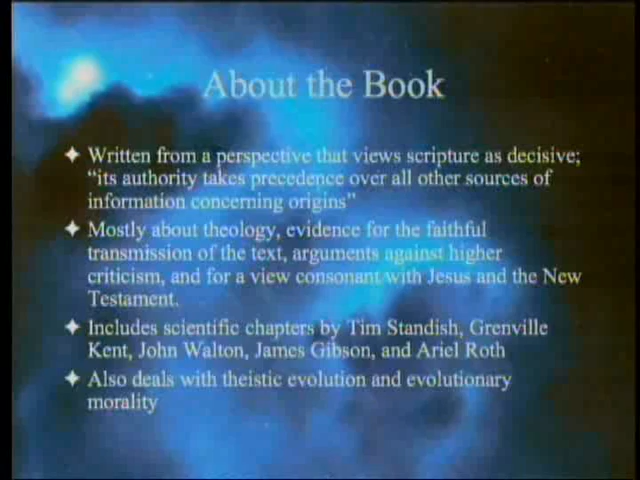 About the Book
Written from a perspective that views scripture as decisive;
“its authority takes precedence over all other sources of
information concerning origins”
Mostly about theology, evidence for the faithful
transmission of the text, arguments against higher
criticism, and for a view consonant with Jesus and the New
Testament.
Includes scientific chapters by Tim Standish, Grenville
Kent, John Walton, James Gibson, and Ariel Roth
Also deals with theistic evolution and evolutionary
morality